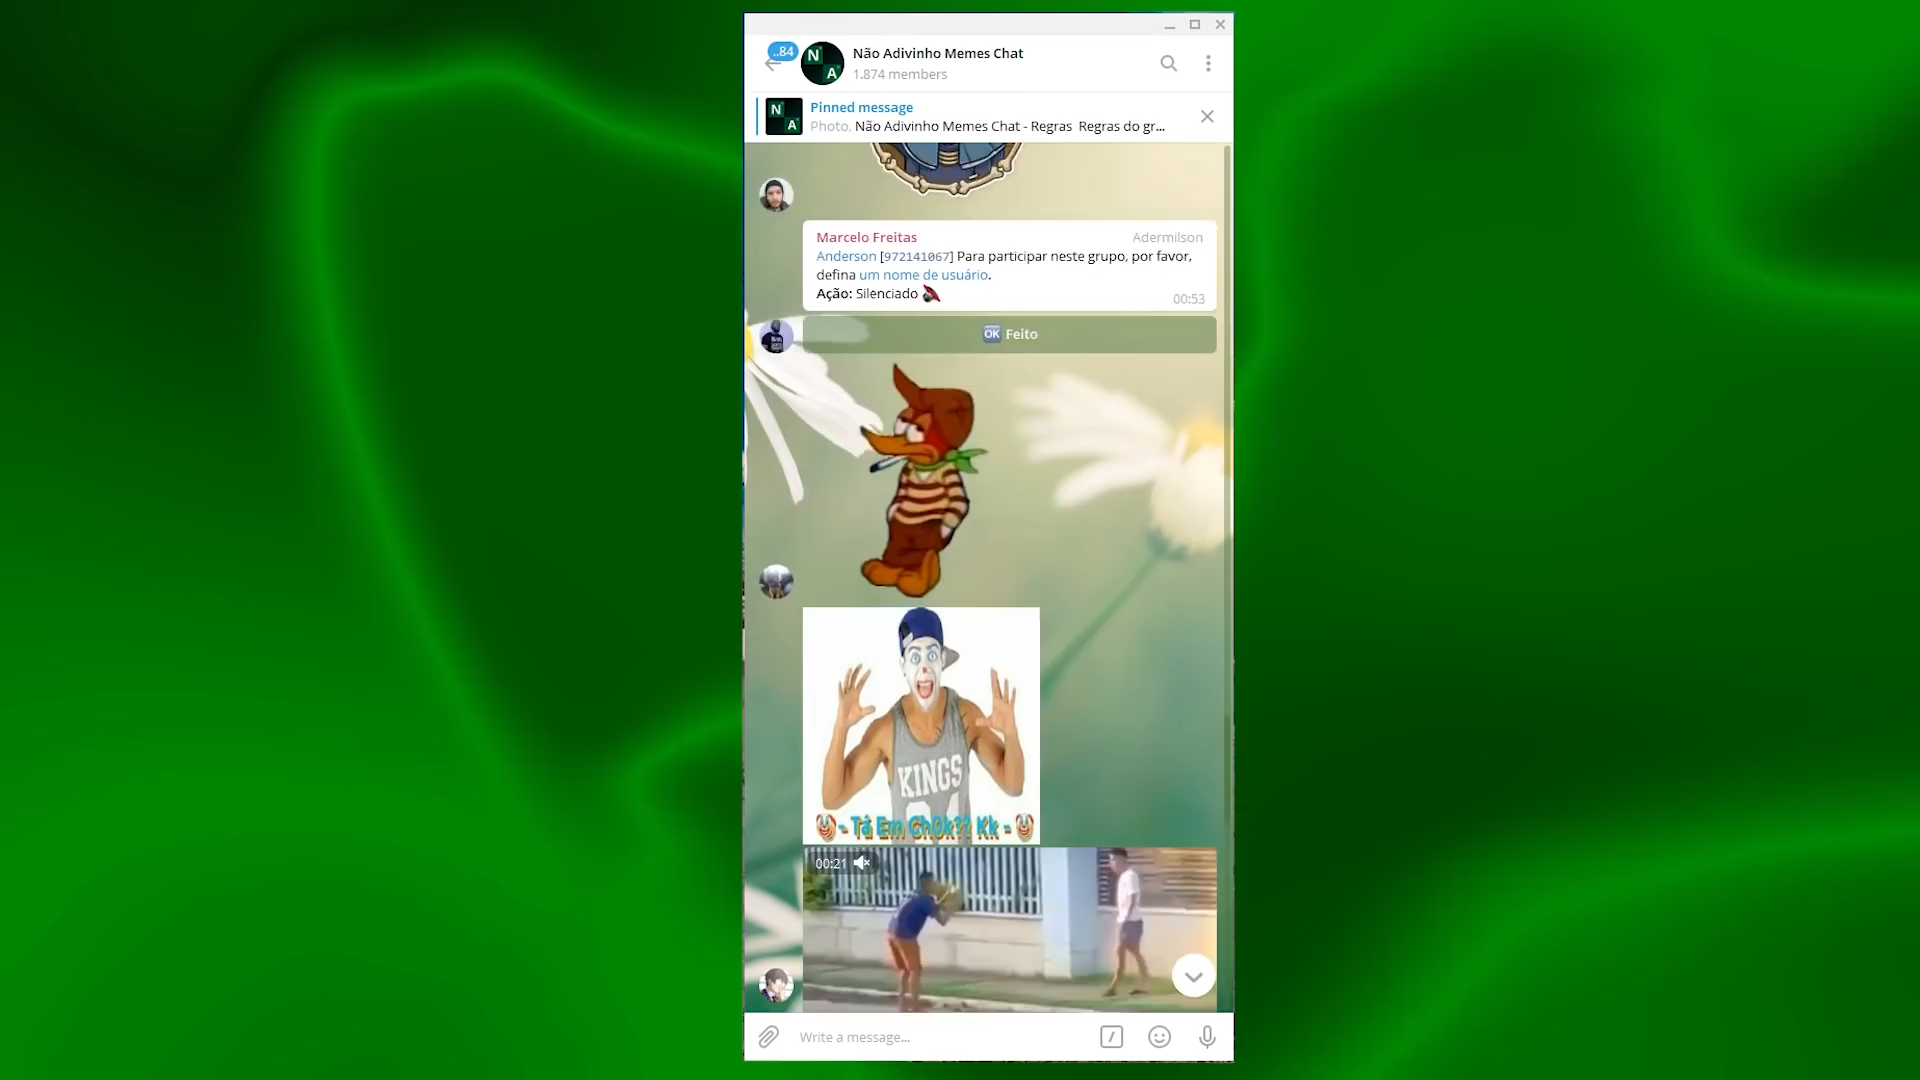 ..84
N
A
Não Adivinho Memes Chat
1.874 members
N
A
Pinned message
Photo, Não Adivinho Memes Chat - Regras Regras do gr...
Marcelo Freitas
Adermilson
Anderson [972141067] Para participar neste grupo, por favor,
defina um nome de usuário.
Ação: Silenciado
00:53
OK Feito
KINGS
- Tá Em Ch0k?? Kk -
00:21
Write a message...